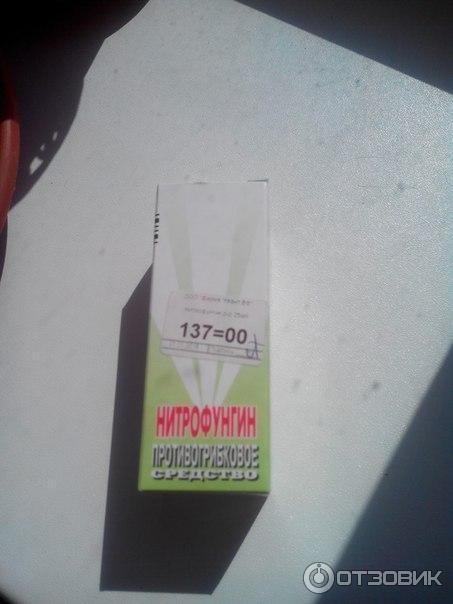 137=00
НИТРОФУНГИН
ПРОТИВОГРИБКОВОЕ
СРЕДСТВО
ОТЗОВИК